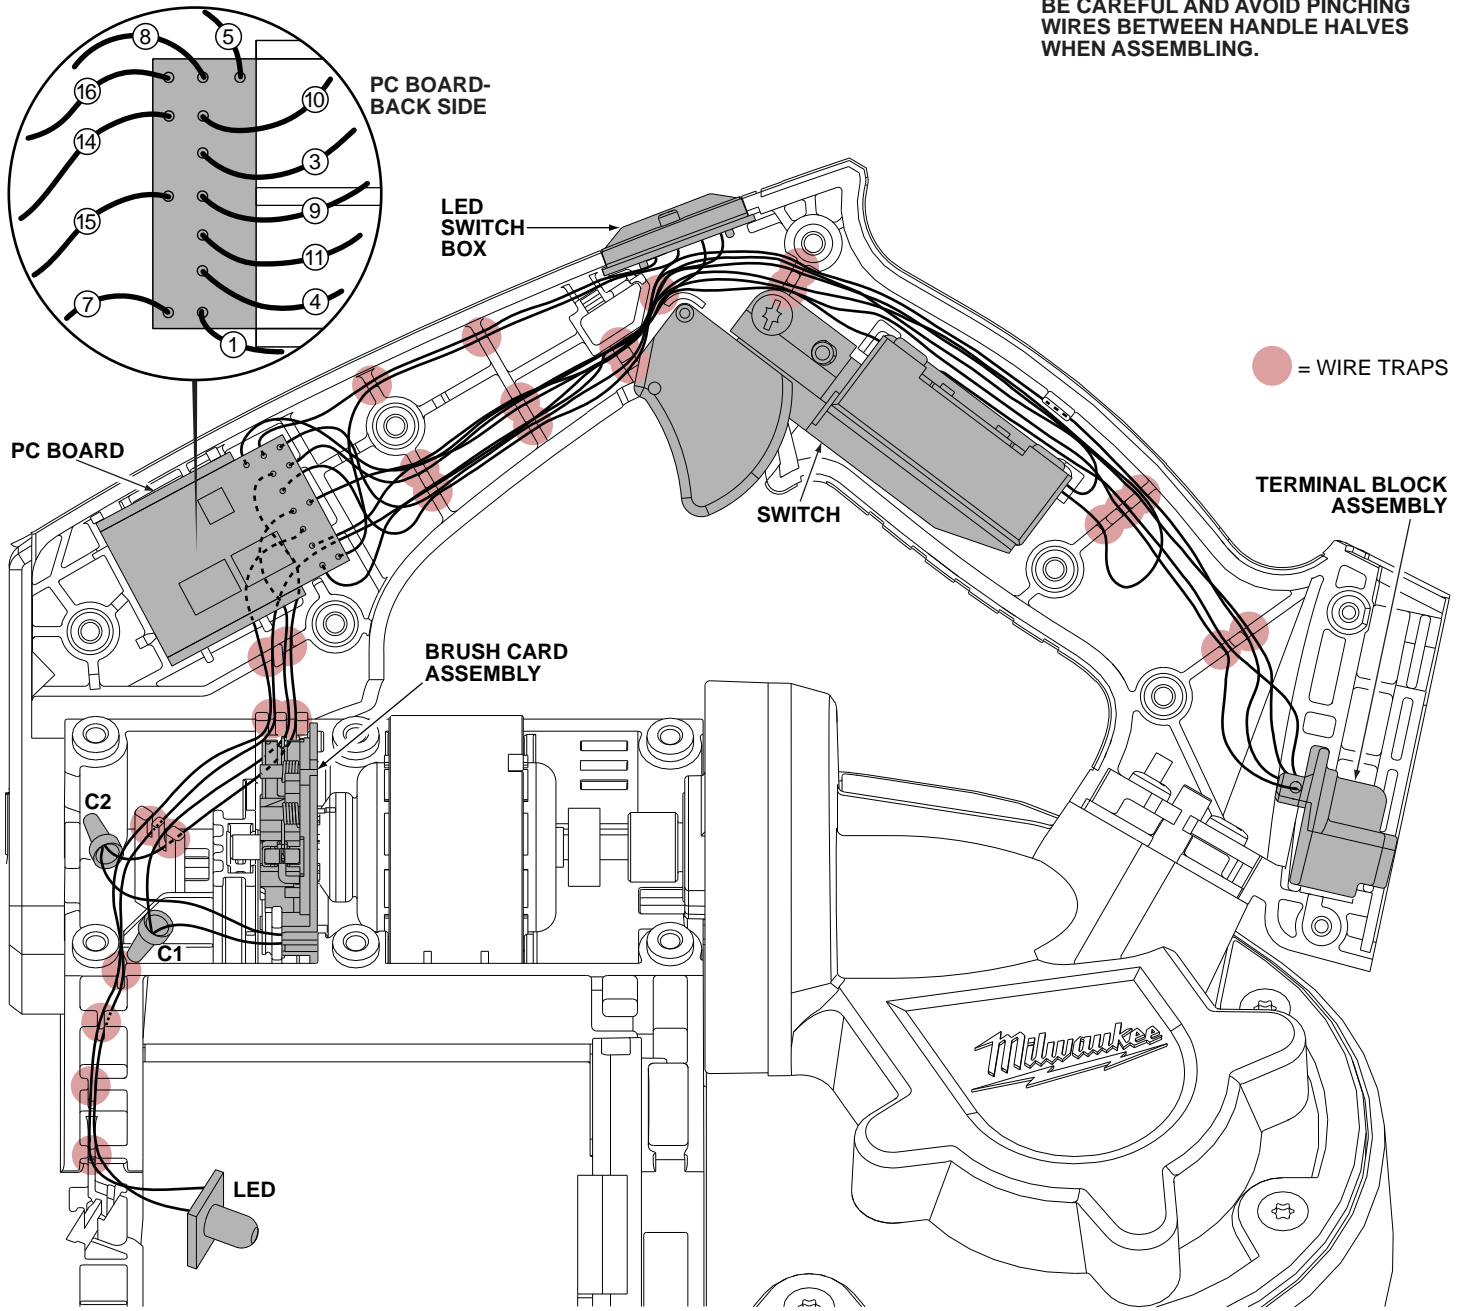 BE CAREFUL AND AVOID PINCHING
WIRES BETWEEN HANDLE HALVES
WHEN ASSEMBLING.
8
5
16
10
14
3
15
9
11
7
4
1
PC BOARD-
BACK SIDE
LED
SWITCH
BOX
= WIRE TRAPS
PC BOARD
SWITCH
TERMINAL BLOCK
ASSEMBLY
BRUSH CARD
ASSEMBLY
C2
C1
Milwaukee
LED